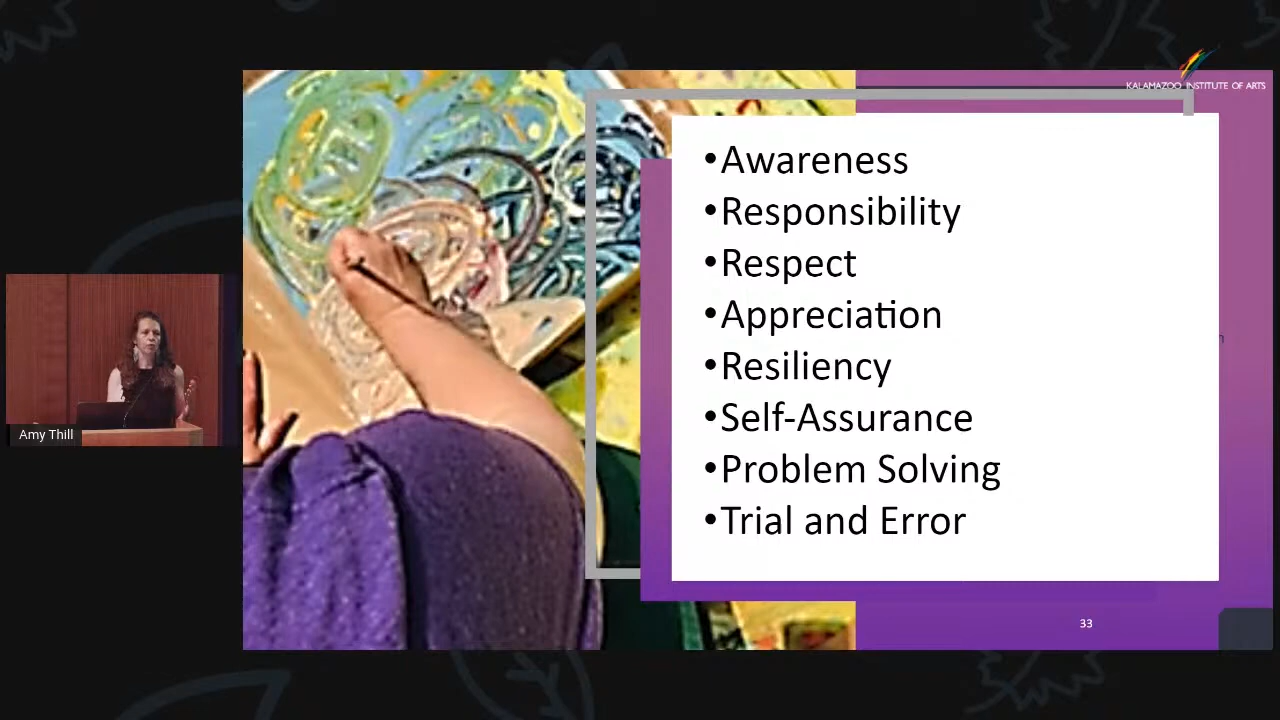 KALAMAZOO INSTITUTE OF ARTS
•Awareness
•Responsibility
•Respect
•Appreciation
•Resiliency
•Self-Assurance
•Problem Solving
•Trial and Error
Amy Thill
33